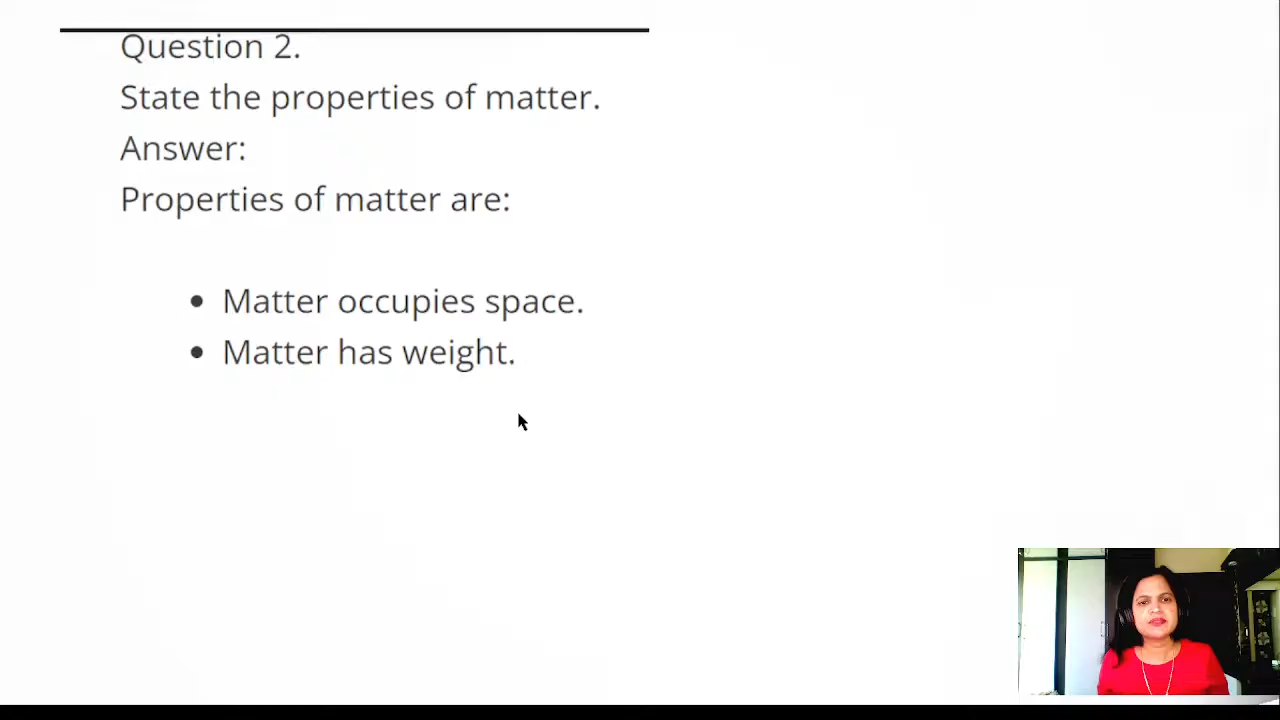 Question 2.
State the properties of matter.
Answer:
Properties of matter are:
• Matter occupies space.
• Matter has weight.